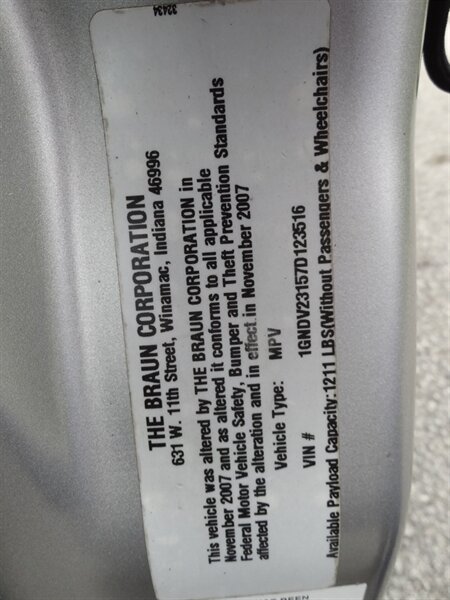 32434
THE BRAUN CORPORATION
631 W. 11th Street, Winamac, Indiana 46996
This vehicle was altered by THE BRAUN CORPORATION in
November 2007 and as altered it conforms to all applicable
Federal Motor Vehicle Safety, Bumper and Theft Prevention Standards
affected by the alteration and in effect in November 2007
Vehicle Type: MPV
VIN # 1GNDV23157D123516
Available Payload Capacity:1211 LBS(Without Passengers & Wheelchairs)